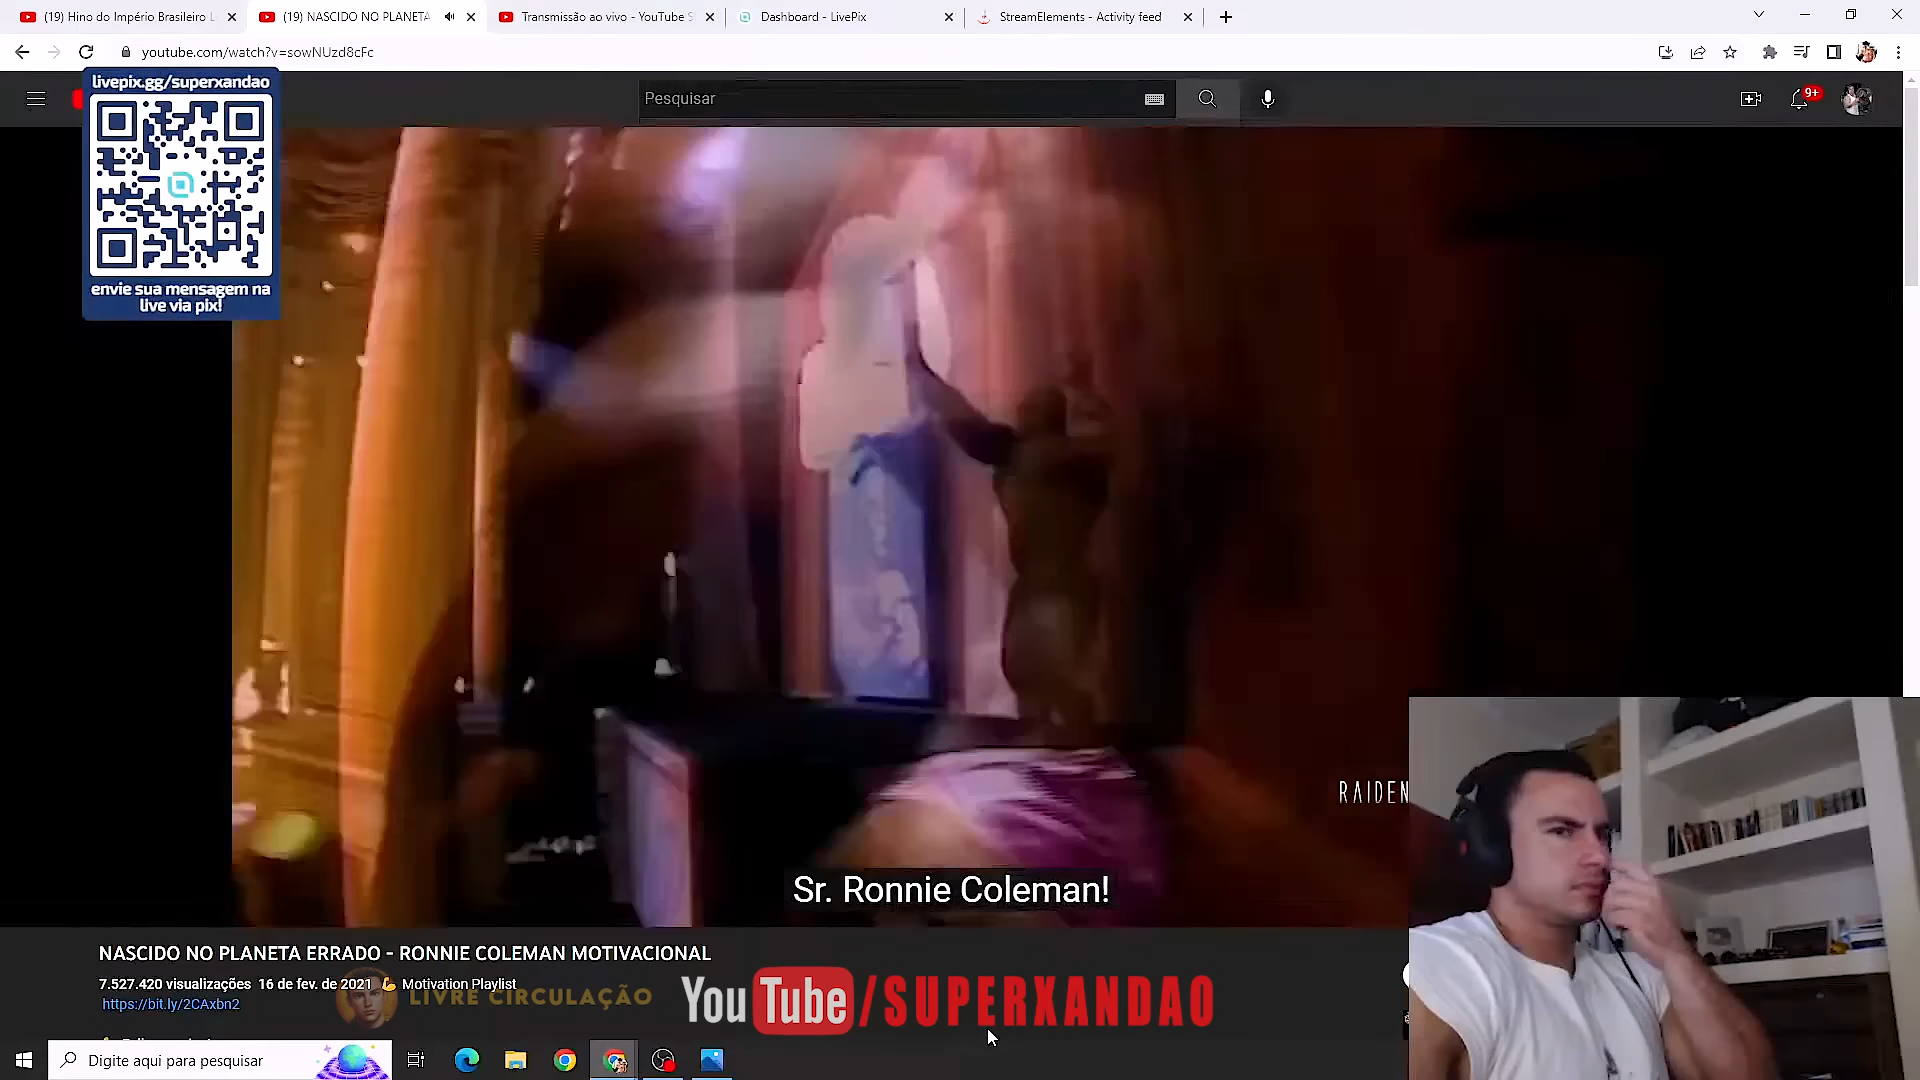 (19) Hino do Império Brasileiro L
(19) NASCIDO NO PLANETA
Transmissão ao vivo - YouTube S
Dashboard - LivePix
StreamElements - Activity feed
youtube.com/watch?v=sowNUzd8cFc
livepix.gg/superxandao
envie sua mensagem na
live via pix!
Pesquisar
9+
RAIDEN
Sr. Ronnie Coleman!
NASCIDO NO PLANETA ERRADO - RONNIE COLEMAN MOTIVACIONAL
7.527.420 visualizações 16 de fev. de 2021 💪 Motivation Playlist
https://bit.ly/2CAxbn2
LIVRE CIRCULAÇÃO
YouTube/SUPERXANDAO
Digite aqui para pesquisar